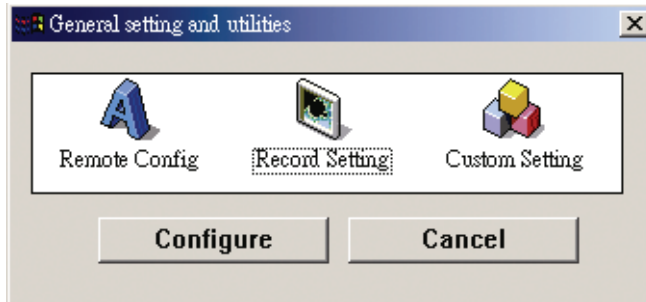 General setting and utilities
Remote Config Record Setting Custom Setting
Configure Cancel